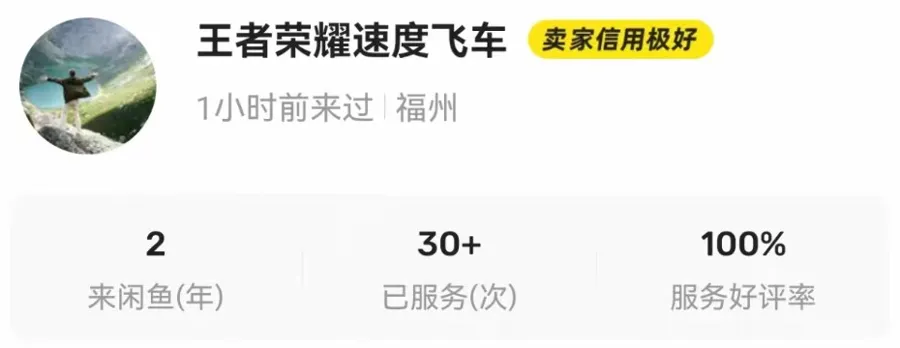 王者荣耀速度飞车 卖家信用极好
1小时前来过 福州
2 30+ 100%
来闲鱼(年) 已服务(次) 服务好评率